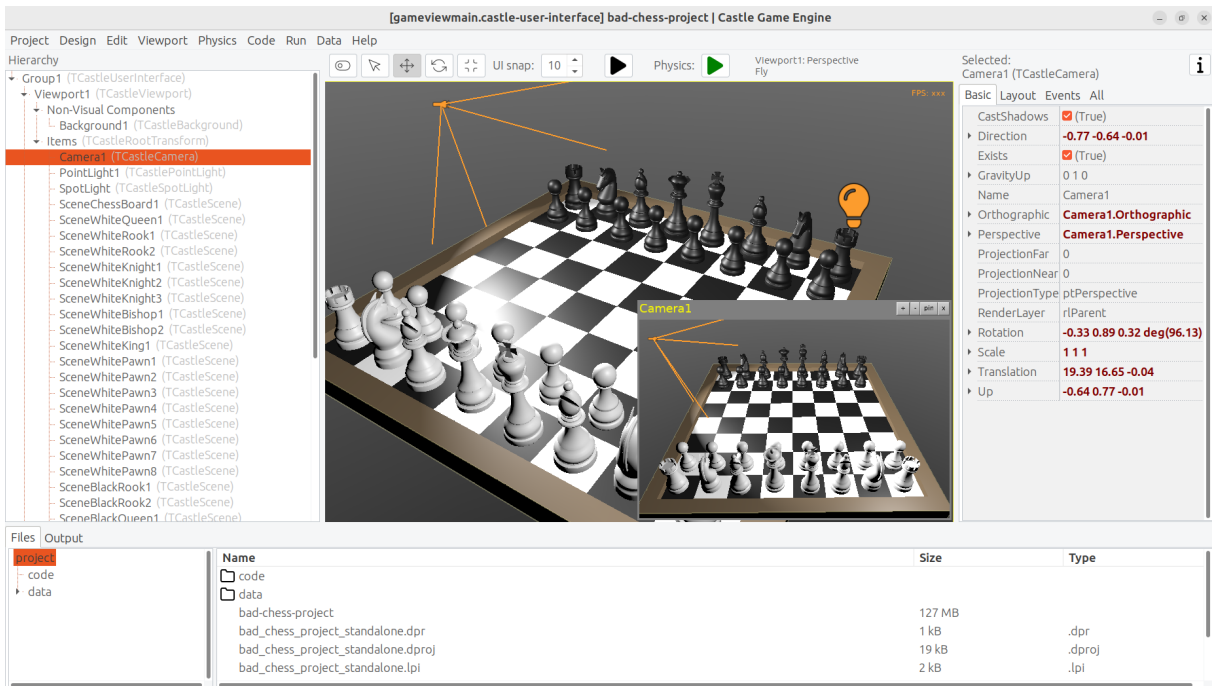 [gameviewmain.castle-user-interface] bad-chess-project | Castle Game Engine
Project Design Edit Viewport Physics Code Run Data Help
Hierarchy
Group1 (TCastleUserInterface)
Viewport1 (TCastleViewport)
Non-Visual Components
Background1 (TCastleBackground)
Items (TCastleRootTransform)
Camera1 (TCastleCamera)
PointLight1 (TCastlePointLight)
SpotLight (TCastleSpotLight)
SceneChessBoard1 (TCastleScene)
SceneWhiteQueen1 (TCastleScene)
SceneWhiteRook1 (TCastleScene)
SceneWhiteRook2 (TCastleScene)
SceneWhiteKnight1 (TCastleScene)
SceneWhiteKnight2 (TCastleScene)
SceneWhiteKnight3 (TCastleScene)
SceneWhiteBishop1 (TCastleScene)
SceneWhiteBishop2 (TCastleScene)
SceneWhiteKing1 (TCastleScene)
SceneWhitePawn1 (TCastleScene)
SceneWhitePawn2 (TCastleScene)
SceneWhitePawn3 (TCastleScene)
SceneWhitePawn4 (TCastleScene)
SceneWhitePawn5 (TCastleScene)
SceneWhitePawn6 (TCastleScene)
SceneWhitePawn7 (TCastleScene)
SceneWhitePawn8 (TCastleScene)
SceneBlackRook1 (TCastleScene)
SceneBlackRook2 (TCastleScene)
SceneBlackQueen1 (TCastleScene)
UI snap: 10
Physics:
Viewport1: Perspective
Fly
FPS: xxx
Camera1
+ - pin x
Selected:
Camera1 (TCastleCamera)
i
Basic Layout Events All
CastShadows (True)
Direction -0.77 -0.64 -0.01
Exists (True)
GravityUp 0 1 0
Name Camera1
Orthographic Camera1.Orthographic
Perspective Camera1.Perspective
ProjectionFar 0
ProjectionNear 0
ProjectionType ptPerspective
RenderLayer rlParent
Rotation -0.33 0.89 0.32 deg(96.13)
Scale 1 1 1
Translation 19.39 16.65 -0.04
Up -0.64 0.77 -0.01
Files Output
project
code
data
Name Size Type
code
data
bad-chess-project 127 MB
bad_chess_project_standalone.dpr 1 kB .dpr
bad_chess_project_standalone.dproj 19 kB .dproj
bad_chess_project_standalone.lpi 2 kB .lpi